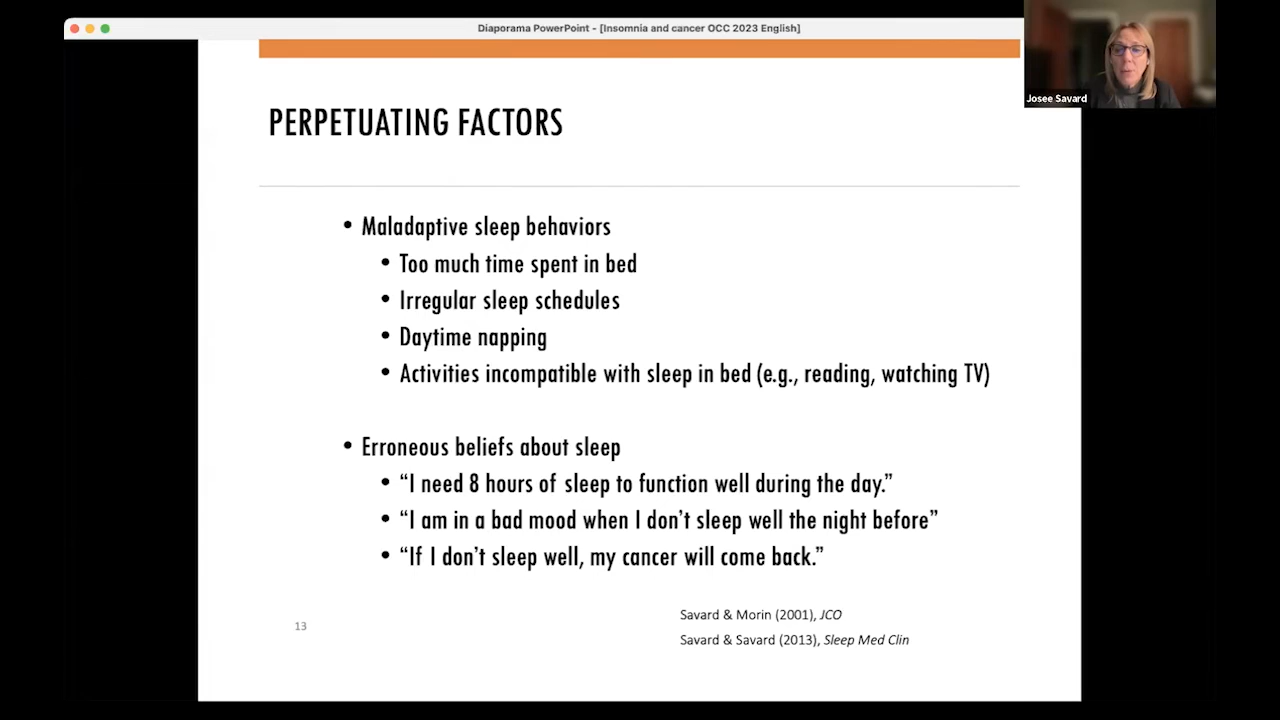 Diaporama PowerPoint - [Insomnia and cancer OCC 2023 English]
Josee Savard
PERPETUATING FACTORS
• Maladaptive sleep behaviors
• Too much time spent in bed
• Irregular sleep schedules
• Daytime napping
• Activities incompatible with sleep in bed (e.g., reading, watching TV)
• Erroneous beliefs about sleep
• “I need 8 hours of sleep to function well during the day.”
• “I am in a bad mood when I don’t sleep well the night before”
• “If I don’t sleep well, my cancer will come back.”
Savard & Morin (2001), JCO
13
Savard & Savard (2013), Sleep Med Clin